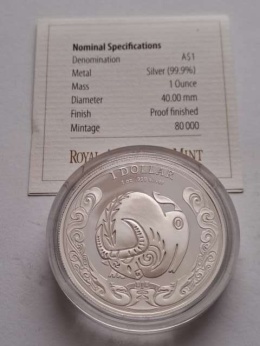 Nominal Specifications
Denomination A$1
Metal Silver (99.9%)
Mass 1 Ounce
Diameter 40.00 mm
Finish Proof finished
Mintage 80 000
ROYAL MINT
1 DOLLAR